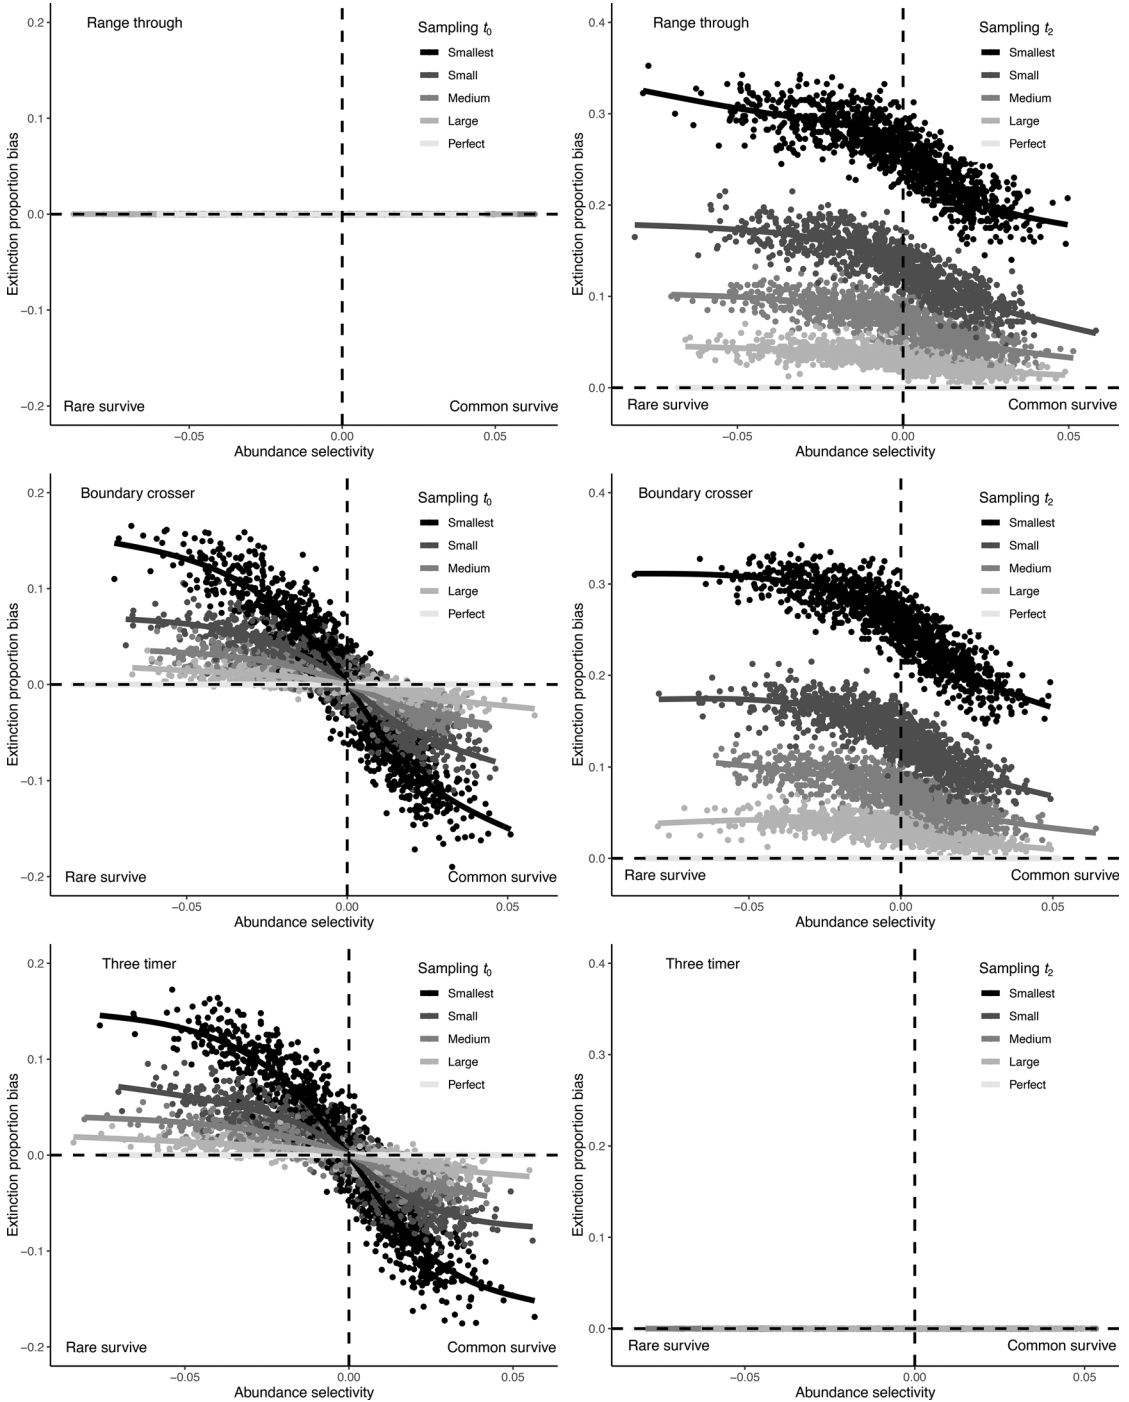 Range through
Sampling t0
Smallest
Small
Medium
Large
Perfect
0.2
0.1
0.0
−0.1
−0.2
Extinction proportion bias
Rare survive
Common survive
−0.05
0.00
0.05
Abundance selectivity
Range through
Sampling t2
Smallest
Small
Medium
Large
Perfect
0.4
0.3
0.2
0.1
0.0
Extinction proportion bias
Rare survive
Common survive
−0.05
0.00
0.05
Abundance selectivity
Boundary crosser
Sampling t0
Smallest
Small
Medium
Large
Perfect
0.2
0.1
0.0
−0.1
−0.2
Extinction proportion bias
Rare survive
Common survive
−0.05
0.00
0.05
Abundance selectivity
Boundary crosser
Sampling t2
Smallest
Small
Medium
Large
Perfect
0.4
0.3
0.2
0.1
0.0
Extinction proportion bias
Rare survive
Common survive
−0.05
0.00
0.05
Abundance selectivity
Three timer
Sampling t0
Smallest
Small
Medium
Large
Perfect
0.2
0.1
0.0
−0.1
−0.2
Extinction proportion bias
Rare survive
Common survive
−0.05
0.00
0.05
Abundance selectivity
Three timer
Sampling t2
Smallest
Small
Medium
Large
Perfect
0.4
0.3
0.2
0.1
0.0
Extinction proportion bias
Rare survive
Common survive
−0.05
0.00
0.05
Abundance selectivity